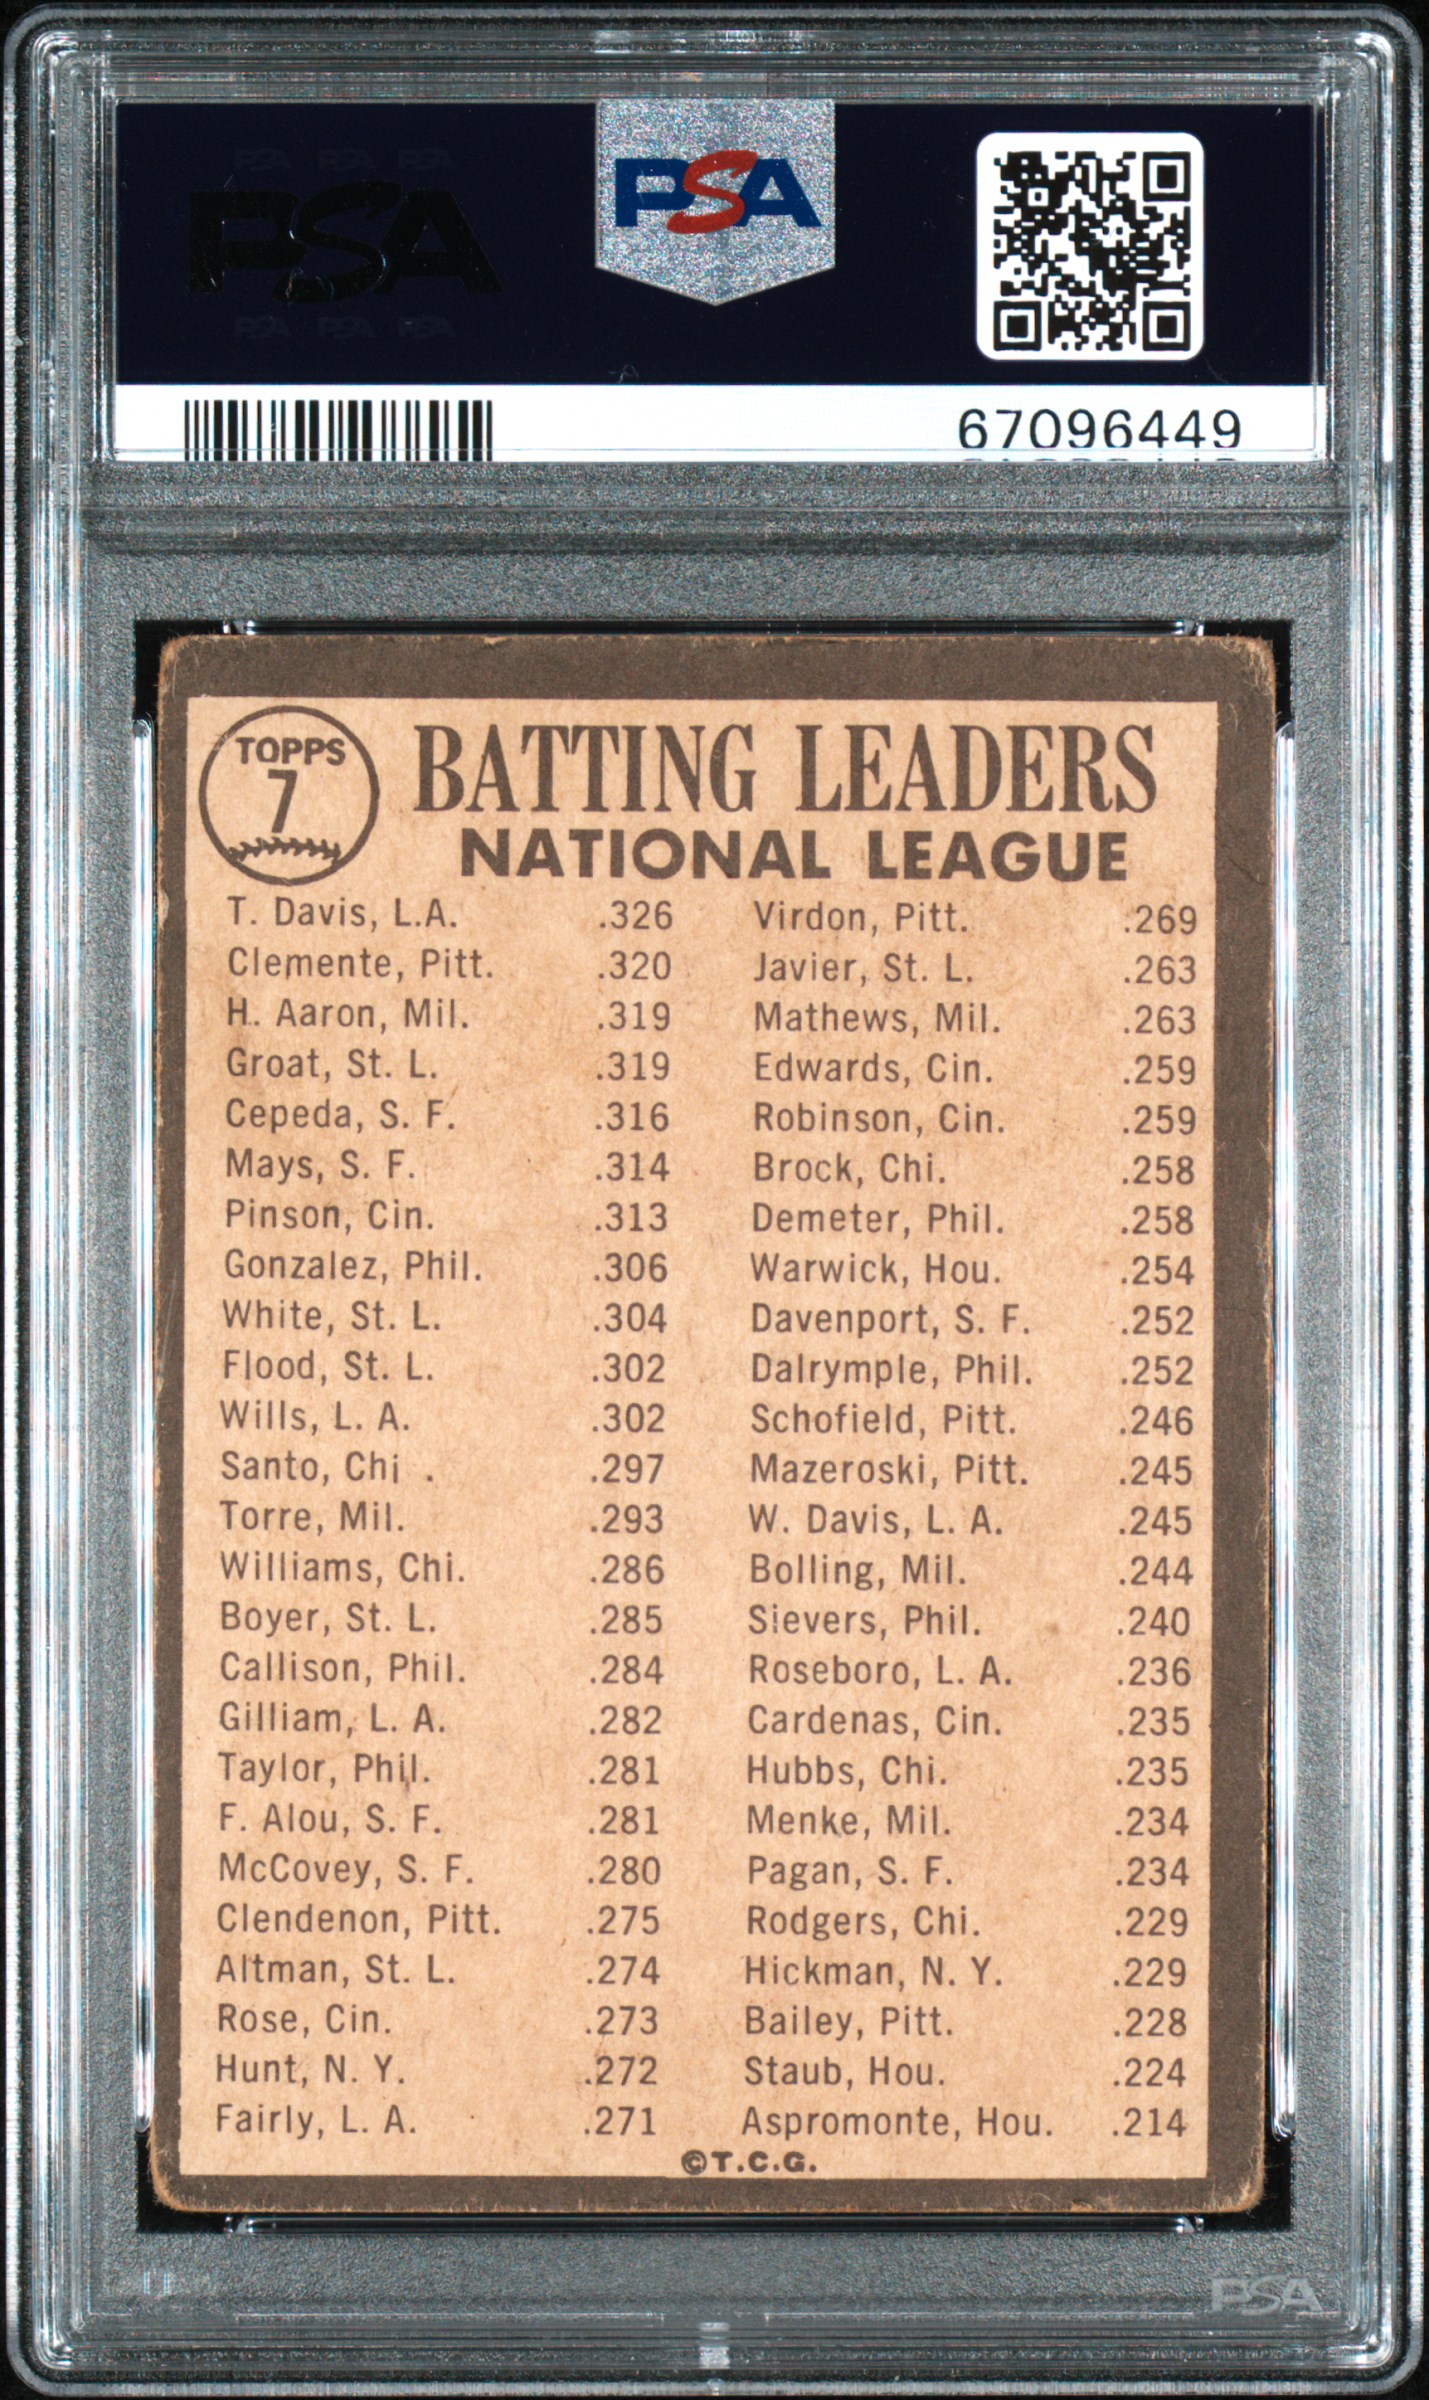 PSA PSA PSA
PSA
PSA PSA PSA
PSA
67096449
TOPPS
7
BATTING LEADERS
NATIONAL LEAGUE
T. Davis, L.A. .326 Virdon, Pitt. .269
Clemente, Pitt. .320 Javier, St. L. .263
H. Aaron, Mil. .319 Mathews, Mil. .263
Groat, St. L. .319 Edwards, Cin. .259
Cepeda, S. F. .316 Robinson, Cin. .259
Mays, S. F. .314 Brock, Chi. .258
Pinson, Cin. .313 Demeter, Phil. .258
Gonzalez, Phil. .306 Warwick, Hou. .254
White, St. L. .304 Davenport, S. F. .252
Flood, St. L. .302 Dalrymple, Phil. .252
Wills, L. A. .302 Schofield, Pitt. .246
Santo, Chi . .297 Mazeroski, Pitt. .245
Torre, Mil. .293 W. Davis, L. A. .245
Williams, Chi. .286 Bolling, Mil. .244
Boyer, St. L. .285 Sievers, Phil. .240
Callison, Phil. .284 Roseboro, L. A. .236
Gilliam, L. A. .282 Cardenas, Cin. .235
Taylor, Phil. .281 Hubbs, Chi. .235
F. Alou, S. F. .281 Menke, Mil. .234
McCovey, S. F. .280 Pagan, S. F. .234
Clendenon, Pitt. .275 Rodgers, Chi. .229
Altman, St. L. .274 Hickman, N. Y. .229
Rose, Cin. .273 Bailey, Pitt. .228
Hunt, N. Y. .272 Staub, Hou. .224
Fairly, L. A. .271 Aspromonte, Hou. .214
©T.C.G.
PSA